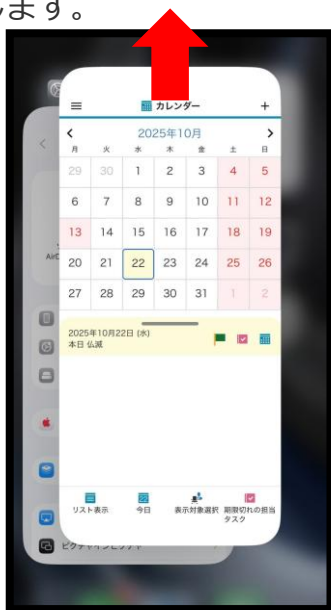 します。
カレンダー
2025年10月
月 火 水 木 金 土 日
29 30 1 2 3 4 5
6 7 8 9 10 11 12
13 14 15 16 17 18 19
20 21 22 23 24 25 26
27 28 29 30 31 1 2
2025年10月22日 (水)
本日 仏滅
リスト表示 今日 表示対象選択 期限切れの担当
タスク